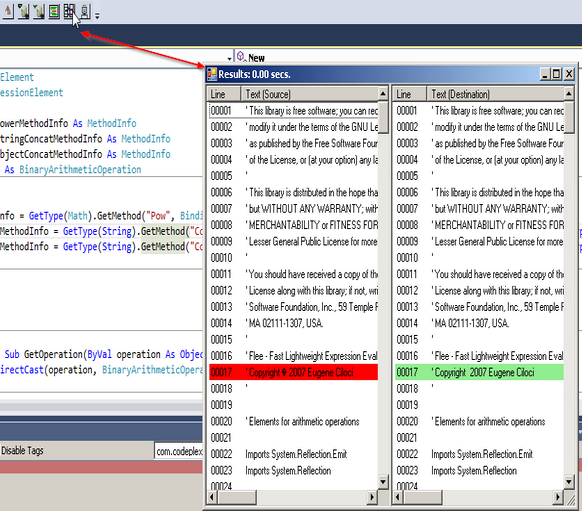 New
Element
essionElement
owerMethodInfo As MethodInfo
tringConcatMethodInfo As MethodInfo
bjectConcatMethodInfo As MethodInfo
As BinaryArithmeticOperation
nfo = GetType(Math).GetMethod("Pow", Bindi
MethodInfo = GetType(String).GetMethod("Co
MethodInfo = GetType(String).GetMethod("Co
Sub GetOperation(ByVal operation As Objec
irectCast(operation, BinaryArithmeticOpera
Disable Tags
com.codeplex
Results: 0.00 secs.
Line Text (Source) Line Text (Destination)
00001 ' This library is free software; you can rec 00001 ' This library is free software; you can rec
00002 ' modify it under the terms of the GNU Le 00002 ' modify it under the terms of the GNU Le
00003 ' as published by the Free Software Four 00003 ' as published by the Free Software Four
00004 ' of the License, or (at your option) any la 00004 ' of the License, or (at your option) any la
00005 ' 00005 '
00006 ' This library is distributed in the hope tha 00006 ' This library is distributed in the hope tha
00007 ' but WITHOUT ANY WARRANTY; with 00007 ' but WITHOUT ANY WARRANTY; with
00008 ' MERCHANTABILITY or FITNESS FOR 00008 ' MERCHANTABILITY or FITNESS FOR
00009 ' Lesser General Public License for more 00009 ' Lesser General Public License for more
00010 ' 00010 '
00011 ' You should have received a copy of the 00011 ' You should have received a copy of the
00012 ' License along with this library; if not, wri 00012 ' License along with this library; if not, wri
00013 ' Software Foundation, Inc., 59 Temple F 00013 ' Software Foundation, Inc., 59 Temple F
00014 ' MA 02111-1307, USA. 00014 ' MA 02111-1307, USA.
00015 ' 00015 '
00016 ' Flee - Fast Lightweight Expression Eval 00016 ' Flee - Fast Lightweight Expression Eval
00017 ' Copyright © 2007 Eugene Ciloci 00017 ' Copyright 2007 Eugene Ciloci
00018 ' 00018 '
00019 00019
00020 ' Elements for arithmetic operations 00020 ' Elements for arithmetic operations
00021 00021
00022 Imports System.Reflection.Emit 00022 Imports System.Reflection.Emit
00023 Imports System.Reflection 00023 Imports System.Reflection
00024 00024